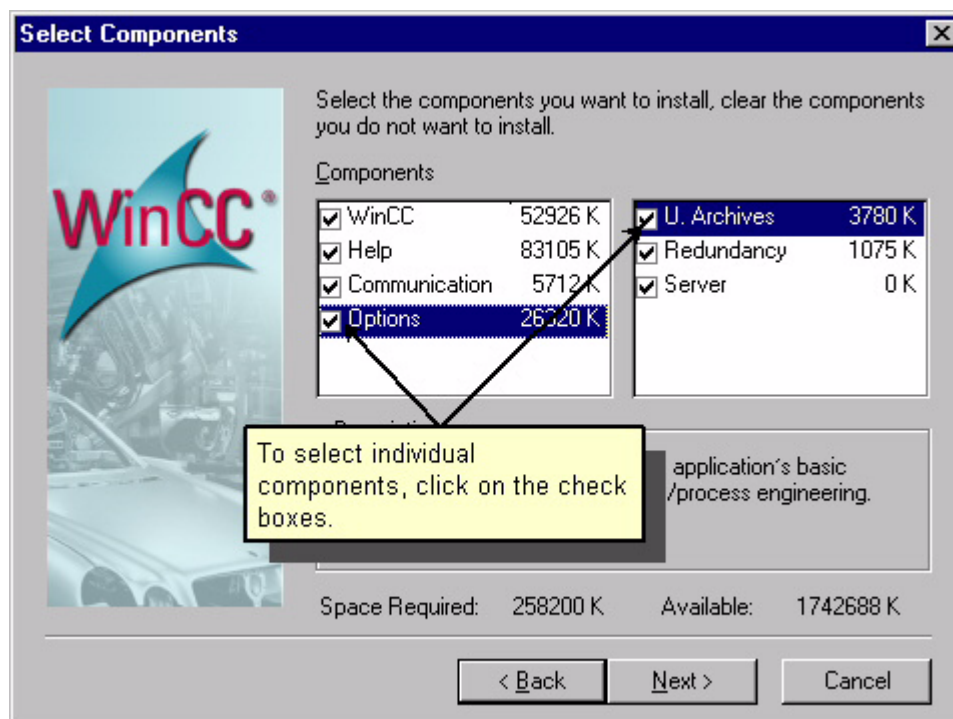 Select Components
Select the components you want to install, clear the components
you do not want to install.
Components
WinCC®
WinCC 52926 K
Help 83105 K
Communication 5712 K
Options 26320 K
U. Archives 3780 K
Redundancy 1075 K
Server 0 K
To select individual
components, click on the check
boxes.
application´s basic
/process engineering.
Space Required: 258200 K Available: 1742688 K
< Back
Next >
Cancel